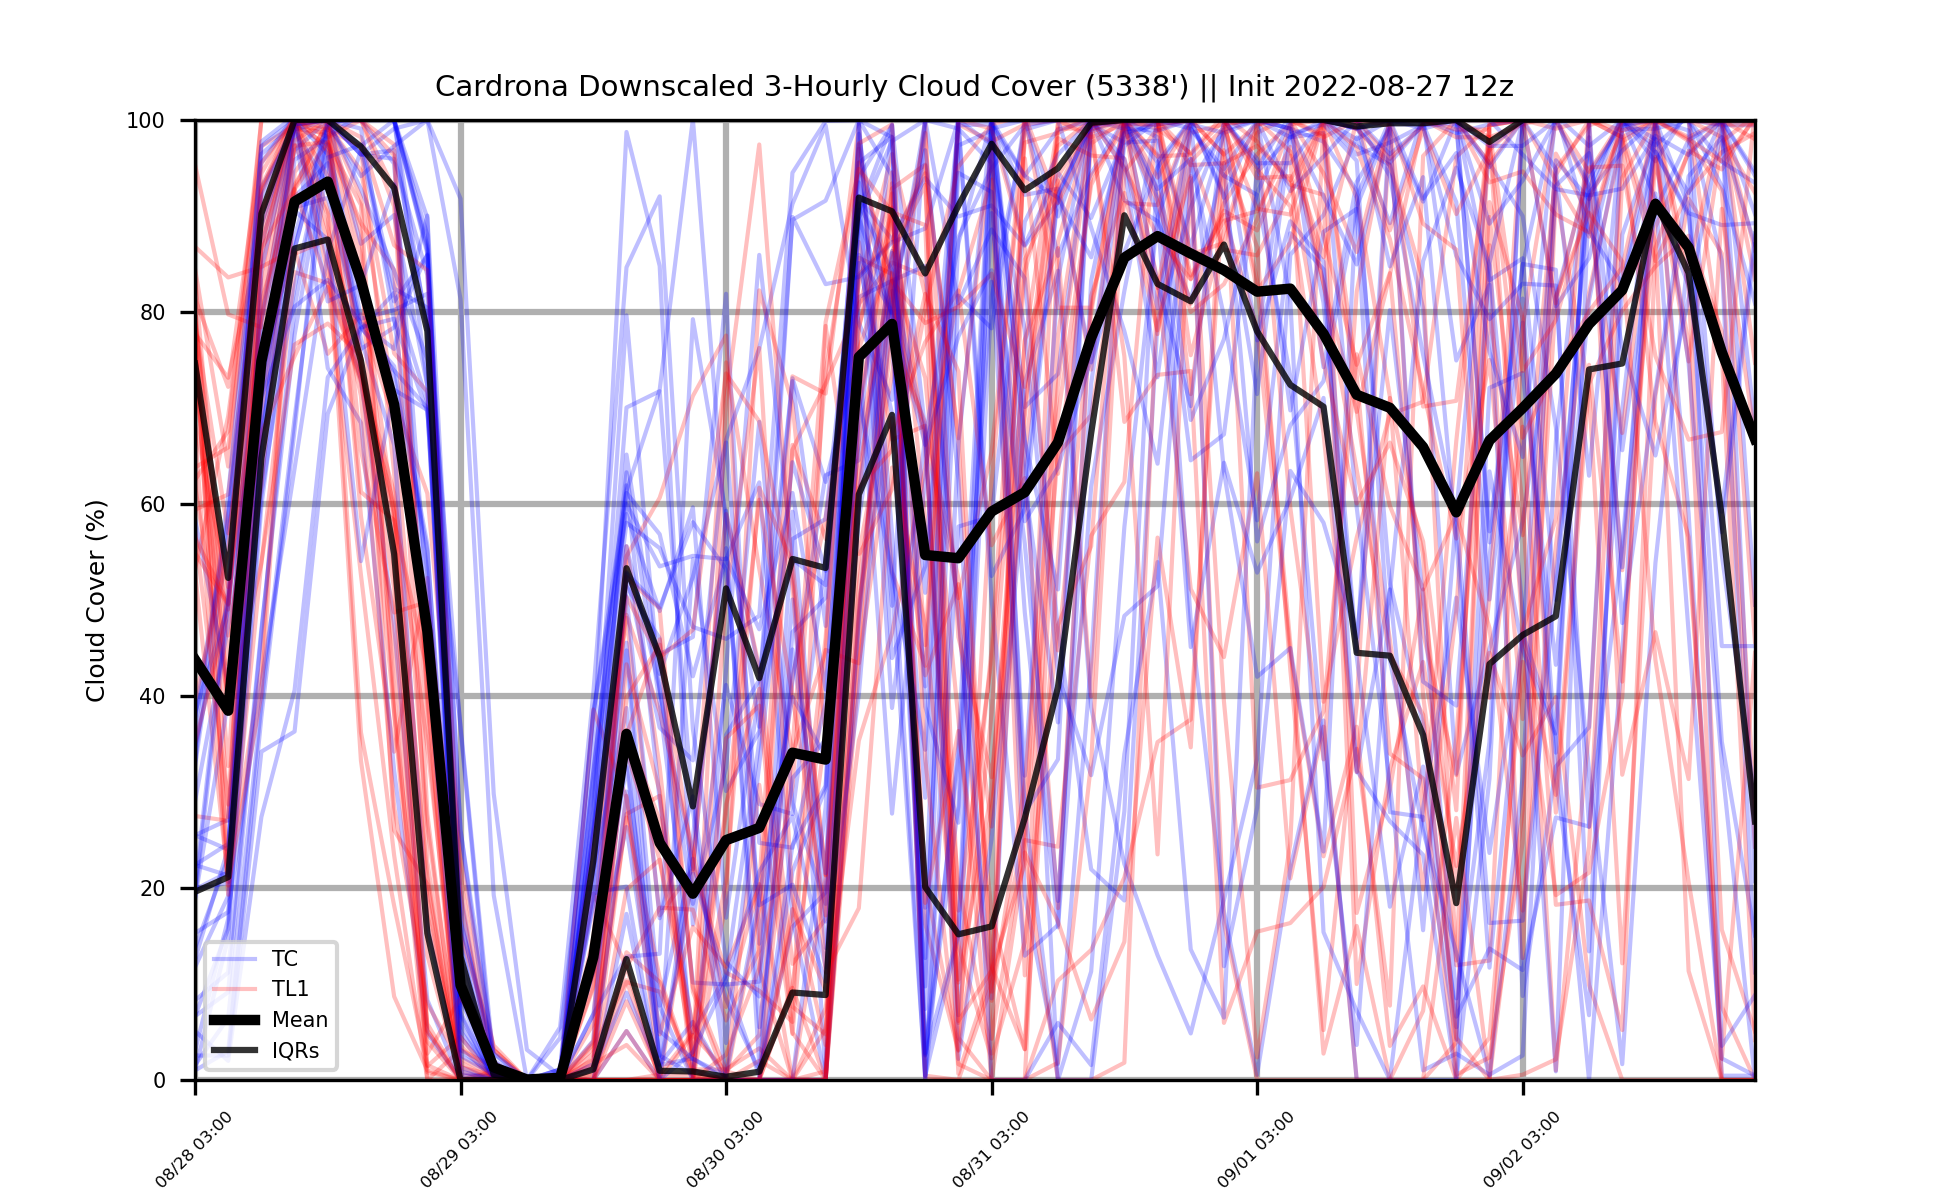 Cardrona Downscaled 3-Hourly Cloud Cover (5338') || Init 2022-08-27 12z
Cloud Cover (%)
100
80
60
40
20
0
TC
TL1
Mean
IQRs
08/28 03:00
08/29 03:00
08/30 03:00
08/31 03:00
09/01 03:00
09/02 03:00